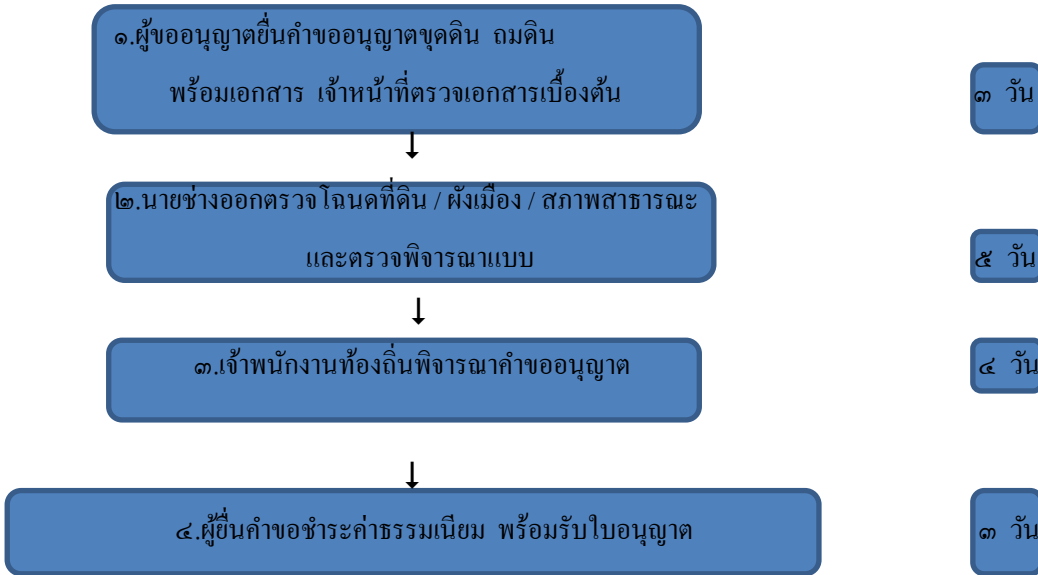 ๑.ผู้ขออนุญาตยื่นคำขออนุญาตขุดดิน ถมดิน
พร้อมเอกสาร เจ้าหน้าที่ตรวจเอกสารเบื้องต้น
๓ วัน
๒.นายช่างออกตรวจโฉนดที่ดิน / ผังเมือง / สภาพสาธารณะ
และตรวจพิจารณาแบบ
๕ วัน
๓.เจ้าพนักงานท้องถิ่นพิจารณาคำขออนุญาต
๔ วัน
๔.ผู้ยื่นคำขอชำระค่าธรรมเนียม พร้อมรับใบอนุญาต
๓ วัน